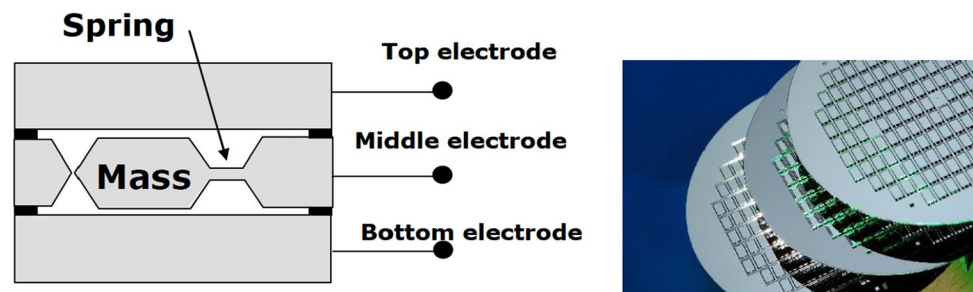 Spring
Top electrode
Middle electrode
Mass
Bottom electrode